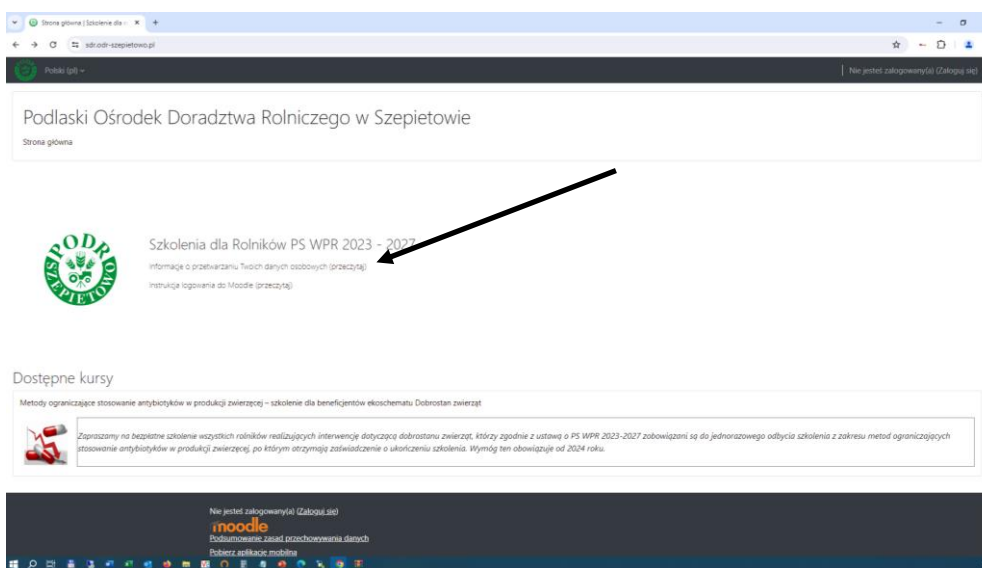 Strona główna | Szkolenie dla
sdr.odr-szepietowo.pl
Polski (pl)
Nie jesteś zalogowany(a) (Zaloguj się)
Podlaski Ośrodek Doradztwa Rolniczego w Szepietowie
Strona główna
PODR
SZEPIETOWO
Szkolenia dla Rolników PS WPR 2023 - 2027
Informacje o przetwarzaniu Twoich danych osobowych (przeczytaj)
Instrukcja logowania do Moodle (przeczytaj)
Dostępne kursy
Metody ograniczające stosowanie antybiotyków w produkcji zwierzęcej – szkolenie dla beneficjentów ekoschematu Dobrostan zwierząt
Zapraszamy na bezpłatne szkolenie wszystkich rolników realizujących interwencję dotyczącą dobrostanu zwierząt, którzy zgodnie z ustawą o PS WPR 2023-2027 zobowiązani są do jednorazowego odbycia szkolenia z zakresu metod ograniczających
stosowanie antybiotyków w produkcji zwierzęcej, po którym otrzymają zaświadczenie o ukończeniu szkolenia. Wymóg ten obowiązuje od 2024 roku.
Nie jesteś zalogowany(a) (Zaloguj się)
moodle
Podsumowanie zasad przechowywania danych
Pobierz aplikację mobilną